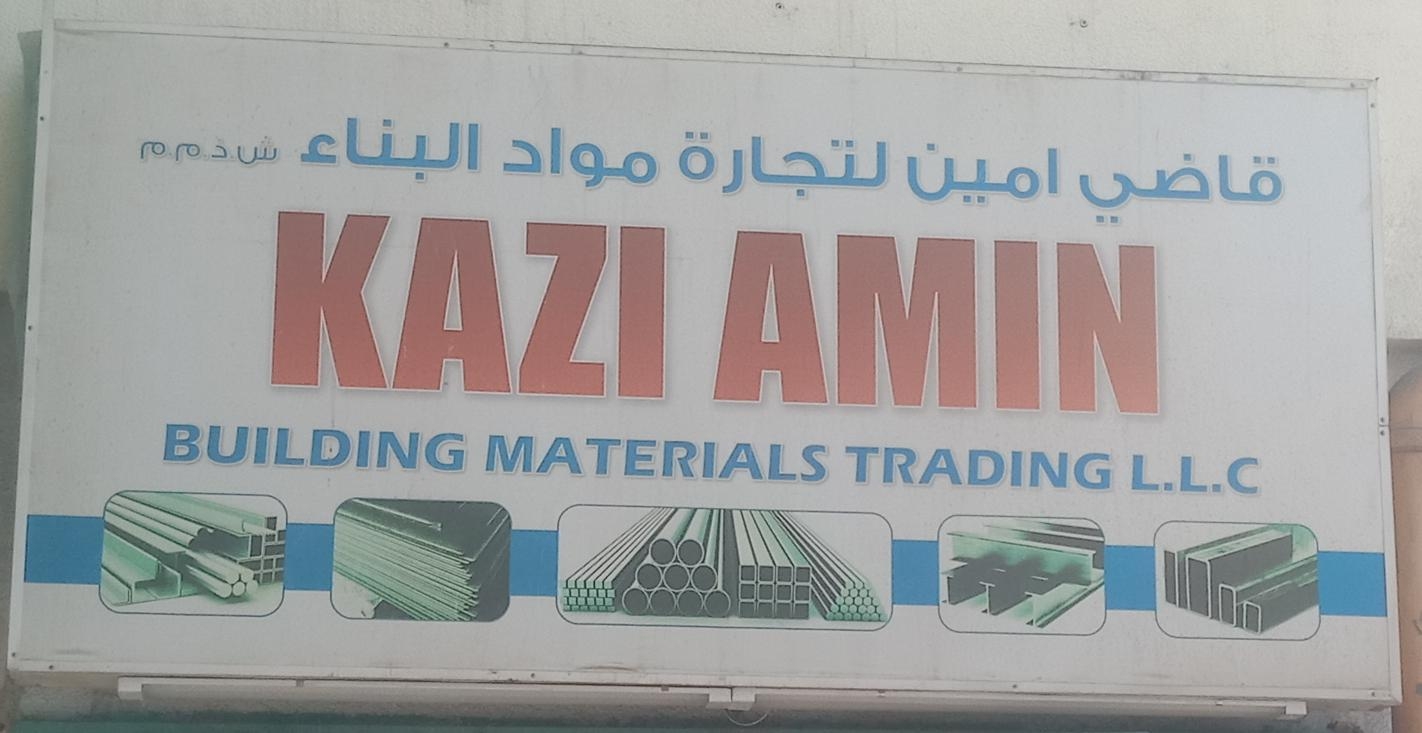 قاضي امين لتجارة مواد البناء ش.ذ.م.م
KAZI AMIN
BUILDING MATERIALS TRADING L.L.C